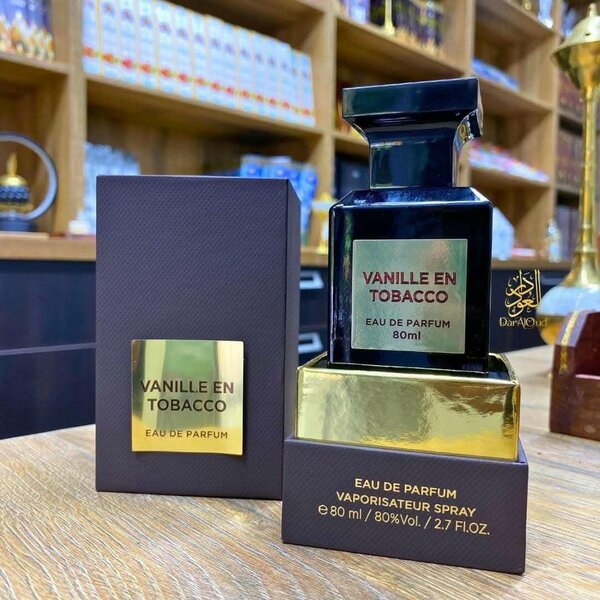 VANILLE EN
TOBACCO
EAU DE PARFUM
80ml
دار العود
DarAlOud
VANILLE EN
TOBACCO
EAU DE PARFUM
EAU DE PARFUM
VAPORISATEUR SPRAY
℮ 80 ml / 80%Vol. / 2.7 Fl.OZ.